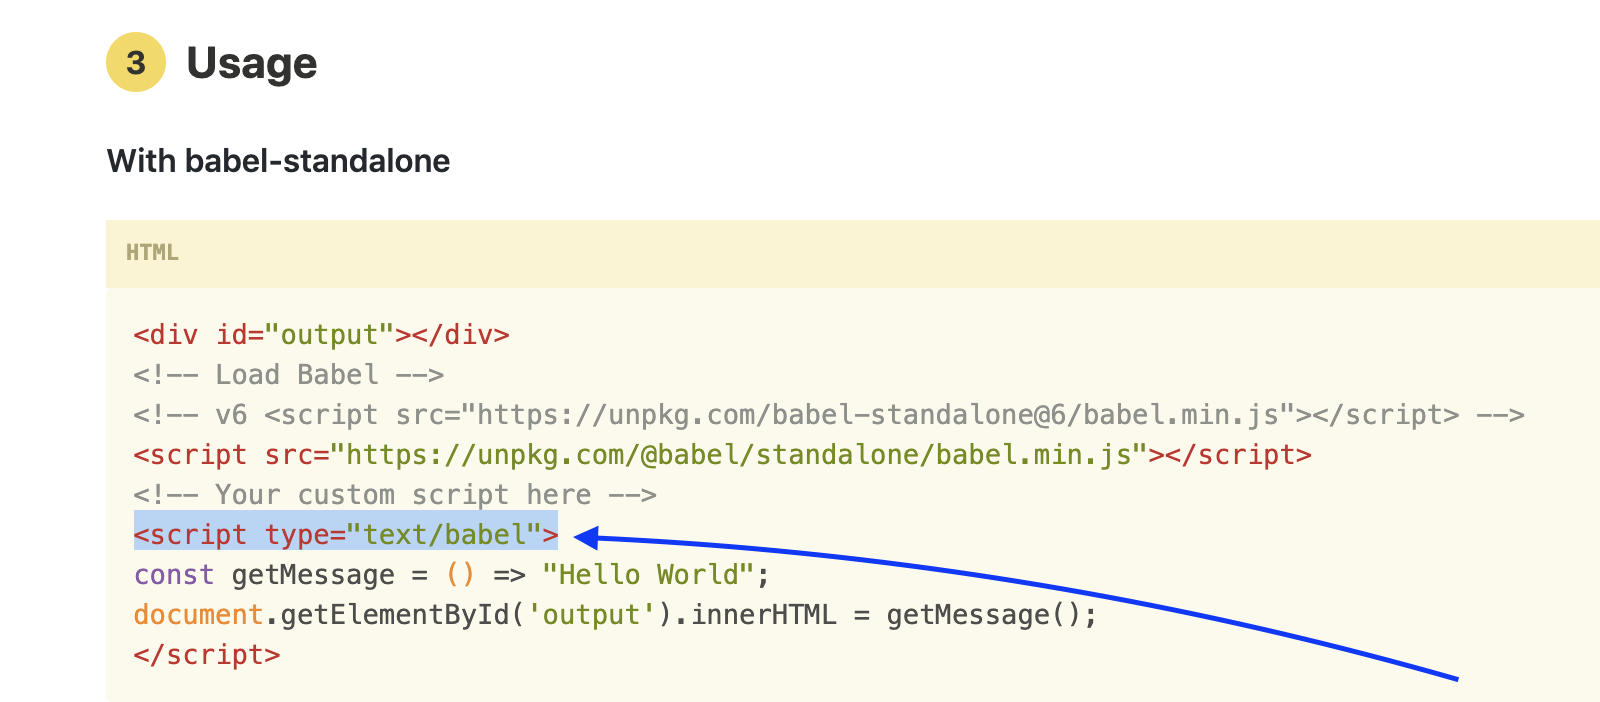 3 Usage
With babel-standalone
HTML
<div id="output"></div>
<!-- Load Babel -->
<!-- v6 <script src="https://unpkg.com/babel-standalone@6/babel.min.js"></script> -->
<script src="https://unpkg.com/@babel/standalone/babel.min.js"></script>
<!-- Your custom script here -->
<script type="text/babel">
const getMessage = () => "Hello World";
document.getElementById('output').innerHTML = getMessage();
</script>